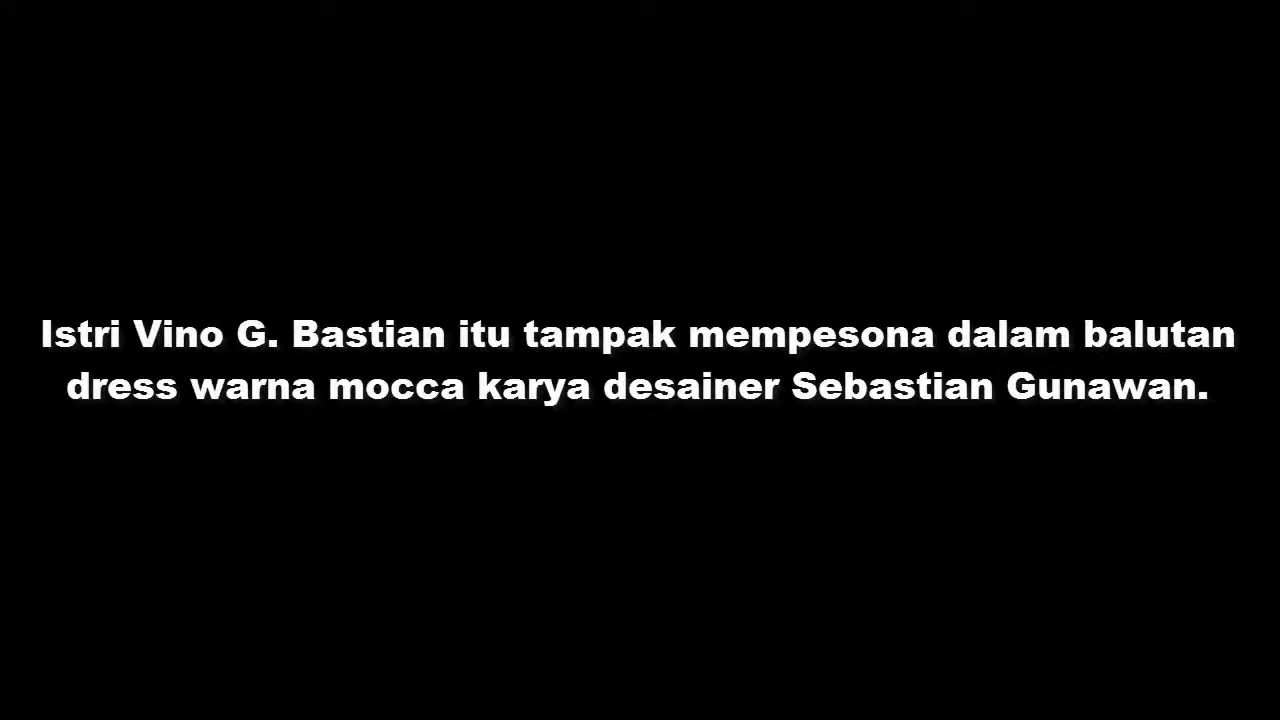 Istri Vino G. Bastian itu tampak mempesona dalam balutan
dress warna mocca karya desainer Sebastian Gunawan.